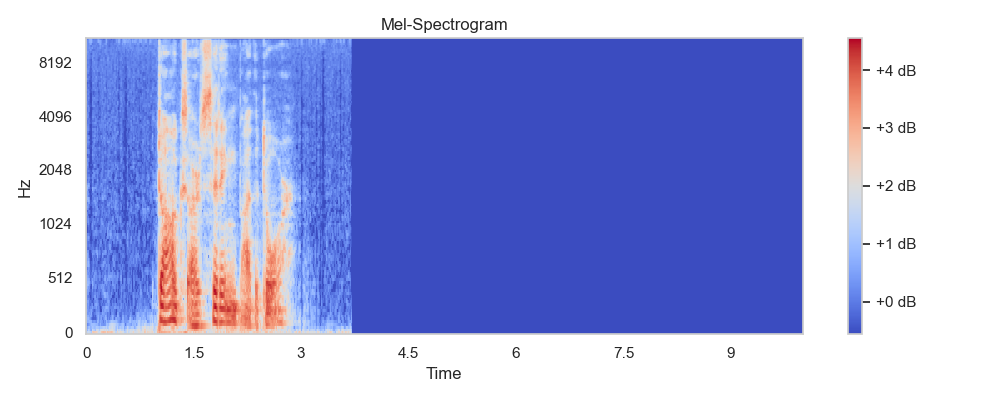 Mel-Spectrogram
8192
4096
2048
1024
512
0
Hz
0 1.5 3 4.5 6 7.5 9
Time
+4 dB
+3 dB
+2 dB
+1 dB
+0 dB